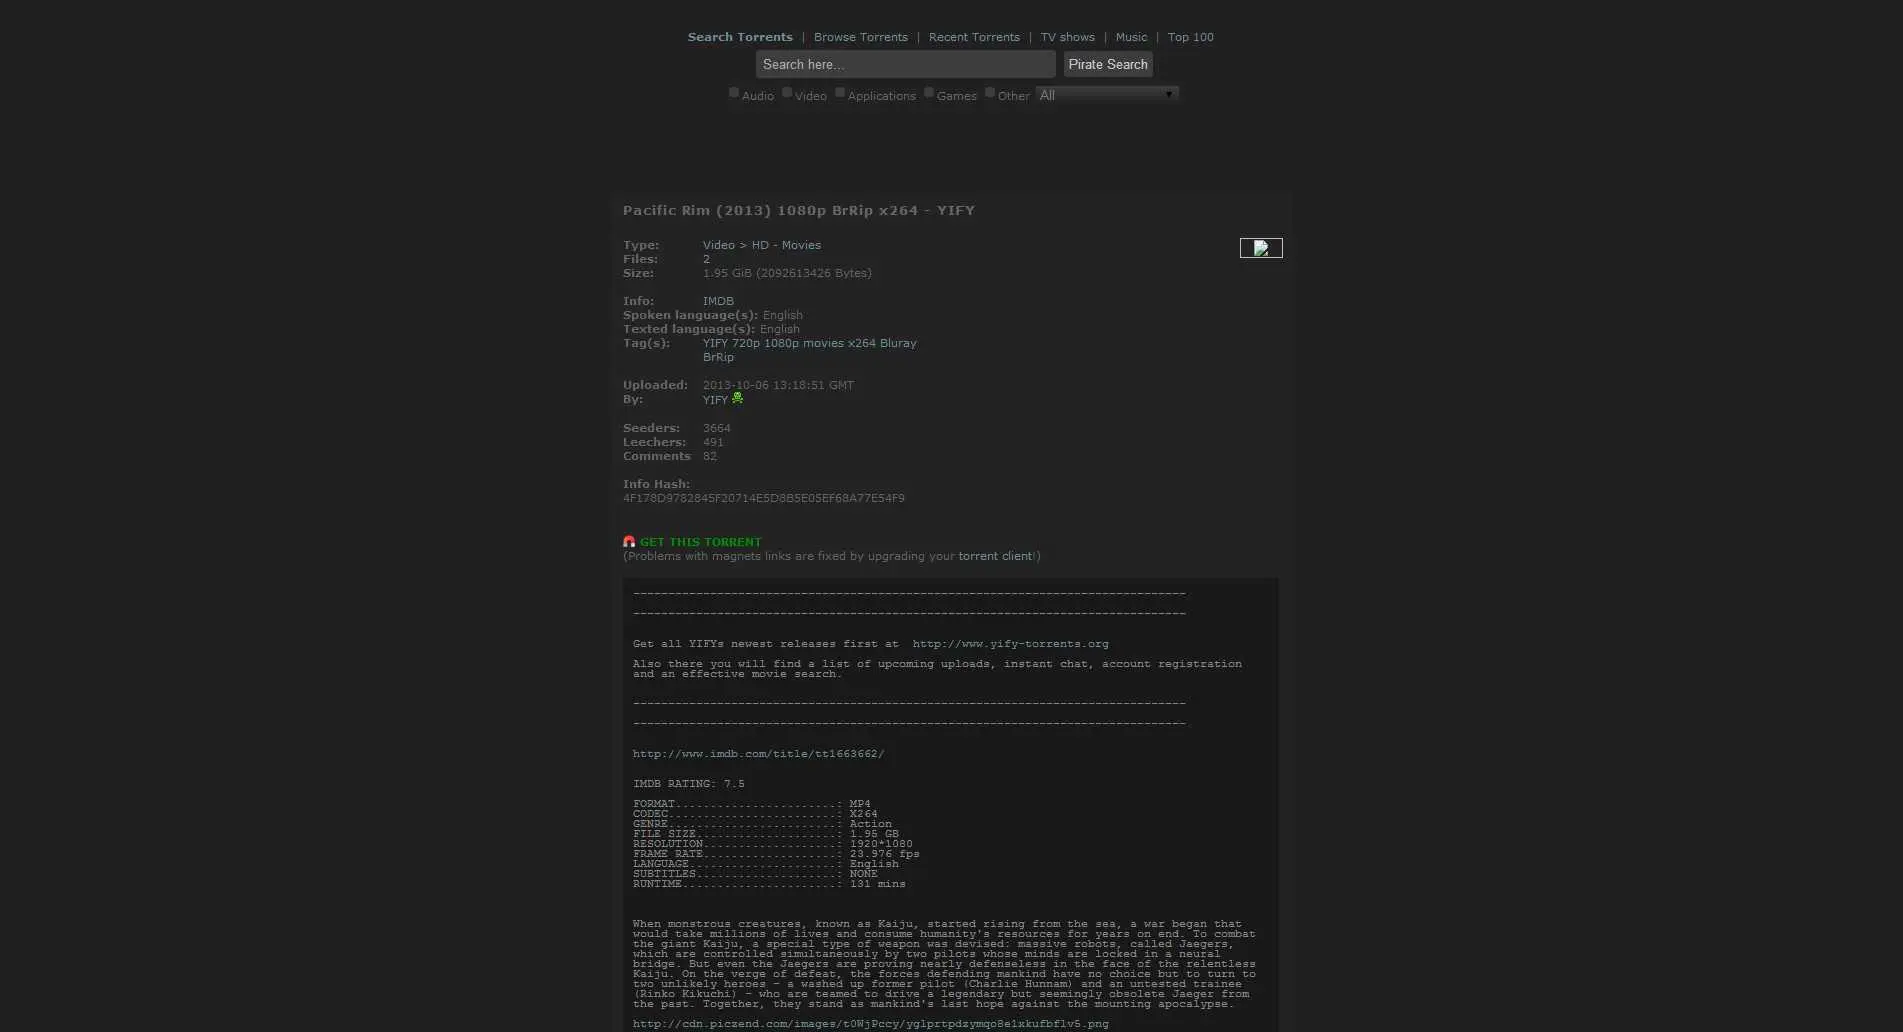 Search Torrents | Browse Torrents | Recent Torrents | TV shows | Music | Top 100
Search here... Pirate Search
Audio Video Applications Games Other All
Pacific Rim (2013) 1080p BrRip x264 - YIFY
Type: Video > HD - Movies
Files: 2
Size: 1.95 GiB (2092613426 Bytes)
Info: IMDB
Spoken language(s): English
Texted language(s): English
Tag(s): YIFY 720p 1080p movies x264 Bluray
BrRip
Uploaded: 2013-10-06 13:18:51 GMT
By: YIFY
Seeders: 3664
Leechers: 491
Comments 82
Info Hash:
4F178D9782845F20714E5D8B5E05EF68A77E54F9
GET THIS TORRENT
(Problems with magnets links are fixed by upgrading your torrent client!)
-------------------------------------------------------------------------------
-------------------------------------------------------------------------------
Get all YIFYs newest releases first at http://www.yify-torrents.org
Also there you will find a list of upcoming uploads, instant chat, account registration
and an effective movie search.
-------------------------------------------------------------------------------
-------------------------------------------------------------------------------
http://www.imdb.com/title/tt1663662/
IMDB RATING: 7.5
FORMAT.......................: MP4
CODEC........................: X264
GENRE........................: Action
FILE SIZE....................: 1.95 GB
RESOLUTION...................: 1920*1080
FRAME RATE...................: 23.976 fps
LANGUAGE.....................: English
SUBTITLES....................: NONE
RUNTIME......................: 131 mins
When monstrous creatures, known as Kaiju, started rising from the sea, a war began that
would take millions of lives and consume humanity's resources for years on end. To combat
the giant Kaiju, a special type of weapon was devised: massive robots, called Jaegers,
which are controlled simultaneously by two pilots whose minds are locked in a neural
bridge. But even the Jaegers are proving nearly defenseless in the face of the relentless
Kaiju. On the verge of defeat, the forces defending mankind have no choice but to turn to
two unlikely heroes - a washed up former pilot (Charlie Hunnam) and an untested trainee
(Rinko Kikuchi) - who are teamed to drive a legendary but seemingly obsolete Jaeger from
the past. Together, they stand as mankind's last hope against the mounting apocalypse.
http://cdn.piczend.com/images/t0WjPccy/yglprtpdzymqo8e1xkufbflv5.png